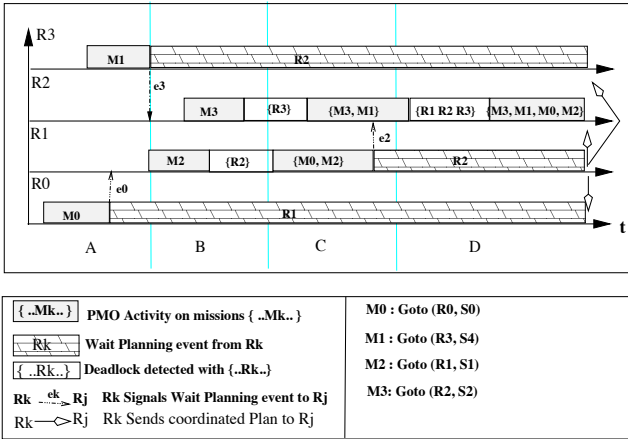 R3
M1
R2
R2
e3
M3
{R3}
{M3, M1}
{R1 R2 R3}
{M3, M1, M0, M2}
R1
e2
M2
{R2}
{M0, M2}
R2
R0
e0
M0
R1
t
A B C D
{ ..Mk.. } PMO Activity on missions { ..Mk.. }
Rk Wait Planning event from Rk
{ ..Rk..} Deadlock detected with {..Rk..}
Rk ek Rj Rk Signals Wait Planning event to Rj
Rk Rj Rk Sends coordinated Plan to Rj
M0 : Goto (R0, S0)
M1 : Goto (R3, S4)
M2 : Goto (R1, S1)
M3: Goto (R2, S2)